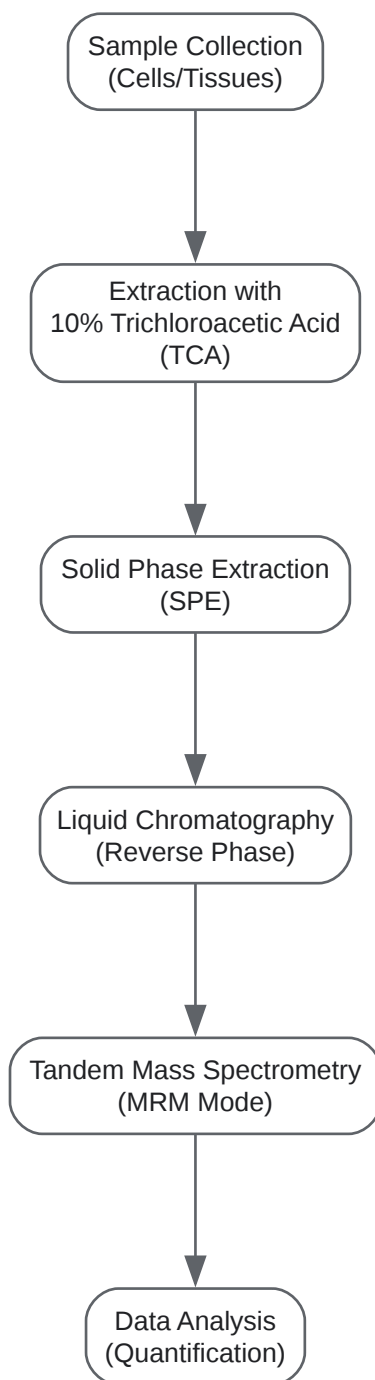 Sample Collection
(Cells/Tissues)
Extraction with
10% Trichloroacetic Acid
(TCA)
Solid Phase Extraction
(SPE)
Liquid Chromatography
(Reverse Phase)
Tandem Mass Spectrometry
(MRM Mode)
Data Analysis
(Quantification)